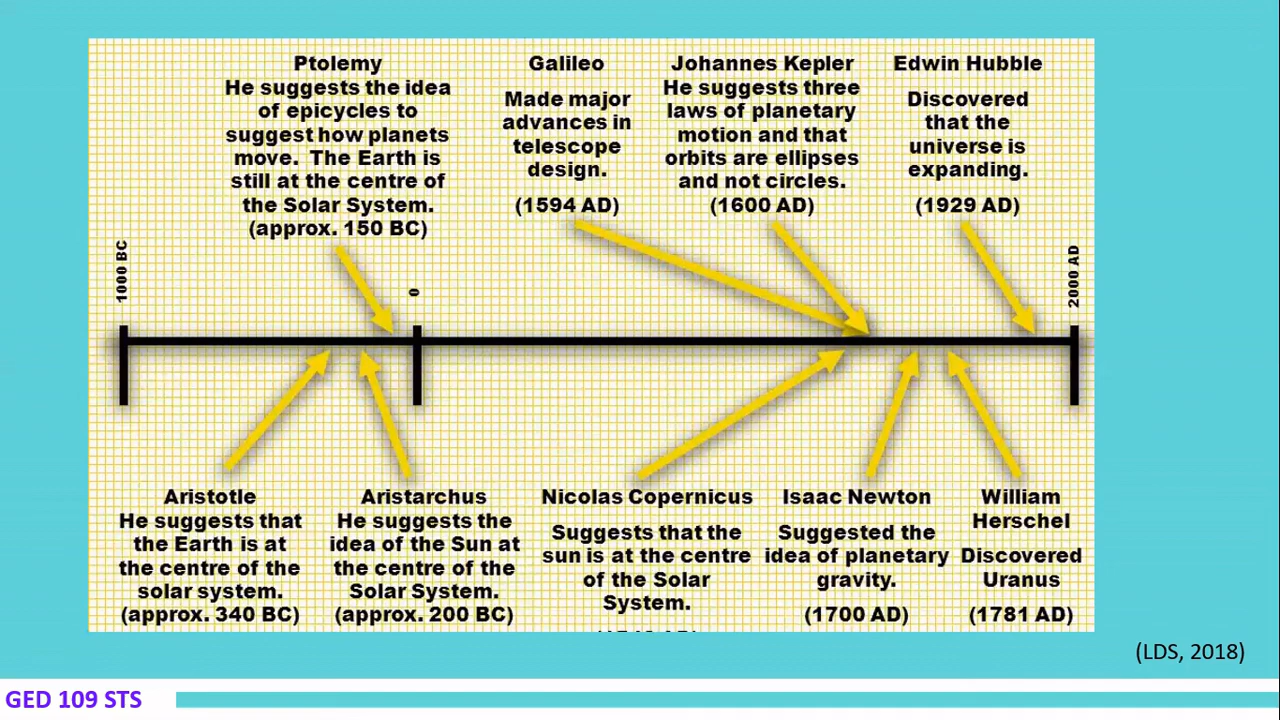 Ptolemy
He suggests the idea
of epicycles to
suggest how planets
move. The Earth is
still at the centre of
the Solar System.
(approx. 150 BC)
Galileo
Made major
advances in
telescope
design.
(1594 AD)
Johannes Kepler
He suggests three
laws of planetary
motion and that
orbits are ellipses
and not circles.
(1600 AD)
Edwin Hubble
Discovered
that the
universe is
expanding.
(1929 AD)
1000 BC
0
2000 AD
Aristotle
He suggests that
the Earth is at
the centre of the
solar system.
(approx. 340 BC)
Aristarchus
He suggests the
idea of the Sun at
the centre of the
Solar System.
(approx. 200 BC)
Nicolas Copernicus
Suggests that the
sun is at the centre
of the Solar
System.
Isaac Newton
Suggested the
idea of planetary
gravity.
(1700 AD)
William
Herschel
Discovered
Uranus
(1781 AD)
(LDS, 2018)
GED 109 STS